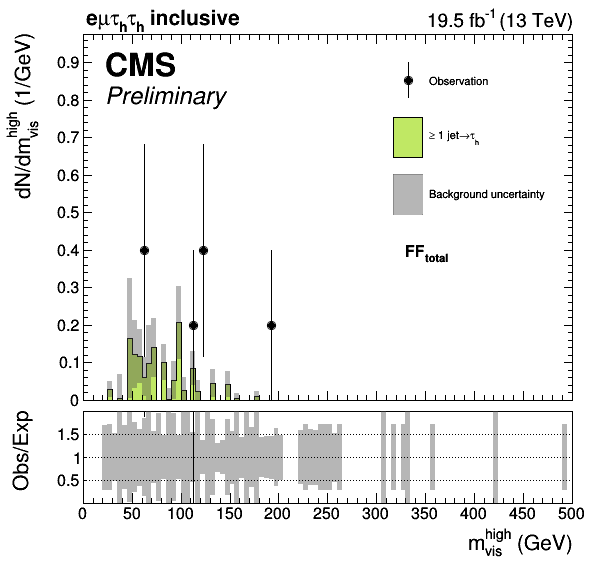 eμτhτh inclusive
19.5 fb-1 (13 TeV)
CMS
Preliminary
dN/dmvishigh (1/GeV)
0.9
0.8
0.7
0.6
0.5
0.4
0.3
0.2
0.1
0
Observation
≥ 1 jet→τh
Background uncertainty
FFtotal
Obs/Exp
1.5
1
0.5
0 50 100 150 200 250 300 350 400 450 500
mvishigh (GeV)